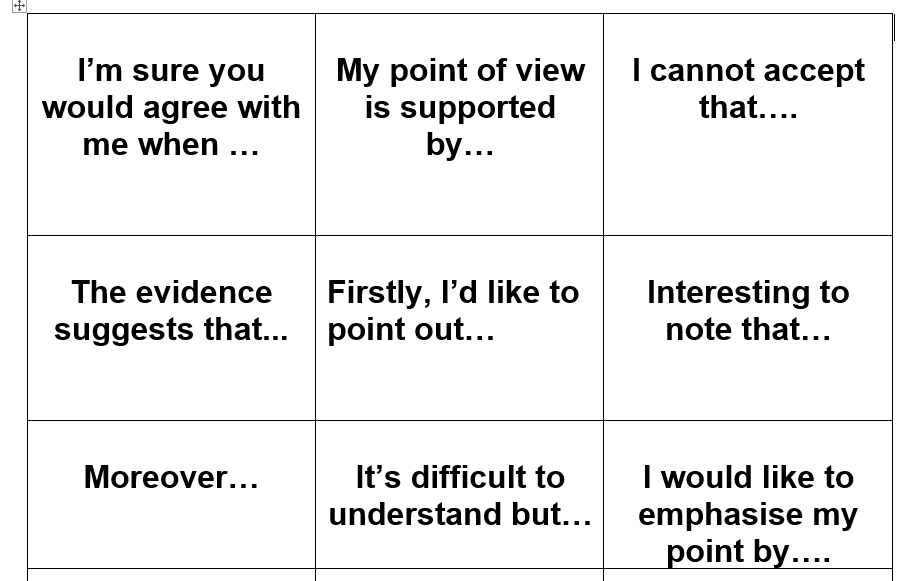 I’m sure you
would agree with
me when …
My point of view
is supported
by…
I cannot accept
that….
The evidence
suggests that...
Firstly, I’d like to
point out…
Interesting to
note that…
Moreover…
It’s difficult to
understand but…
I would like to
emphasise my
point by….